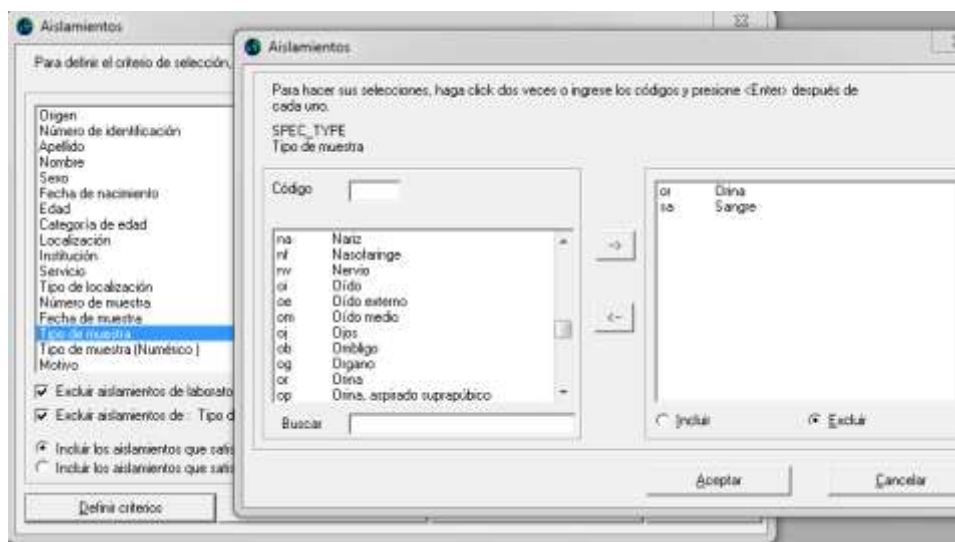 Aislamientos
Para definir el criterio de selección,
Origen
Número de identificación
Apellido
Nombre
Sexo
Fecha de nacimiento
Edad
Categoría de edad
Localización
Institución
Servicio
Tipo de localización
Número de muestra
Fecha de muestra
Tipo de muestra
Tipo de muestra (Numérico )
Motivo
Excluir aislamientos de laborato
Excluir aislamientos de : Tipo d
Incluir los aislamientos que satis
Incluir los aislamientos que satis
Definir criterios
Aislamientos
Para hacer sus selecciones, haga click dos veces o ingrese los códigos y presione <Enter> después de
cada uno.
SPEC_TYPE
Tipo de muestra
Código
na Nariz
nf Nasofaringe
nv Nervio
oi Oído
oe Oído externo
om Oído medio
oj Ojos
ob Ombligo
og Organo
or Orina
op Orina, aspirado suprapúbico
Buscar
->
<-
or Orina
sa Sangre
Incluir Excluir
Aceptar Cancelar